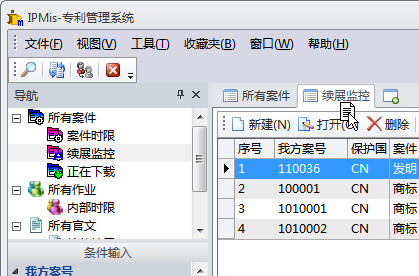 IPMis-专利管理系统
文件(F) 视图(V) 工具(T) 收藏夹(B) 窗口(W) 帮助(H)
导航
所有案件
案件时限
续展监控
正在下载
所有作业
内部时限
所有官文
条件输入
我方案号
所有案件 续展监控
新建(N) 打开( 删除
序号 我方案号 保护国 案件
1 110036 CN 发明
2 100001 CN 商标
3 1010001 CN 商标
4 1010002 CN 商标